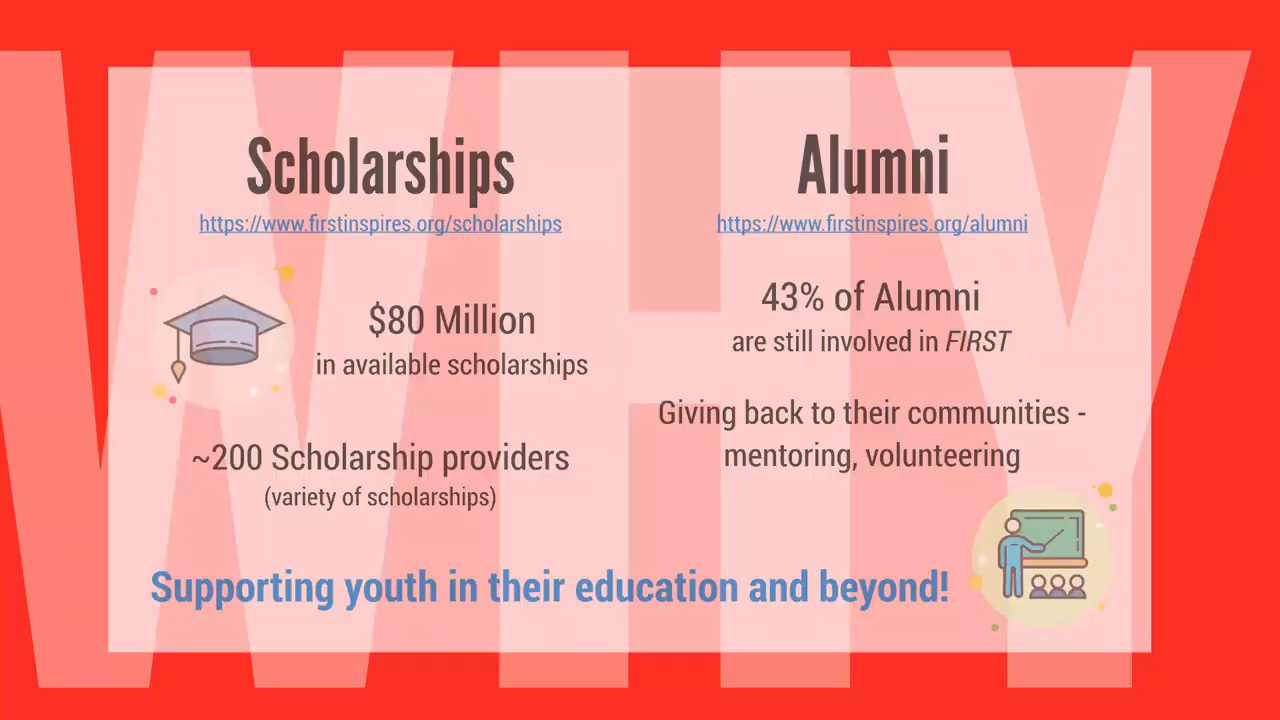 WHY
Scholarships
https://www.firstinspires.org/scholarships
$80 Million
in available scholarships
~200 Scholarship providers
(variety of scholarships)
Alumni
https://www.firstinspires.org/alumni
43% of Alumni
are still involved in FIRST
Giving back to their communities -
mentoring, volunteering
Supporting youth in their education and beyond!